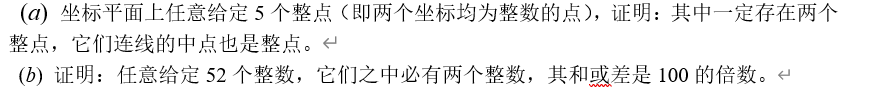 (a) 坐标平面上任意给定 5 个整点（即两个坐标均为整数的点），证明：其中一定存在两个
整点，它们连线的中点也是整点。↵
(b) 证明：任意给定 52 个整数，它们之中必有两个整数，其和或差是 100 的倍数。↵